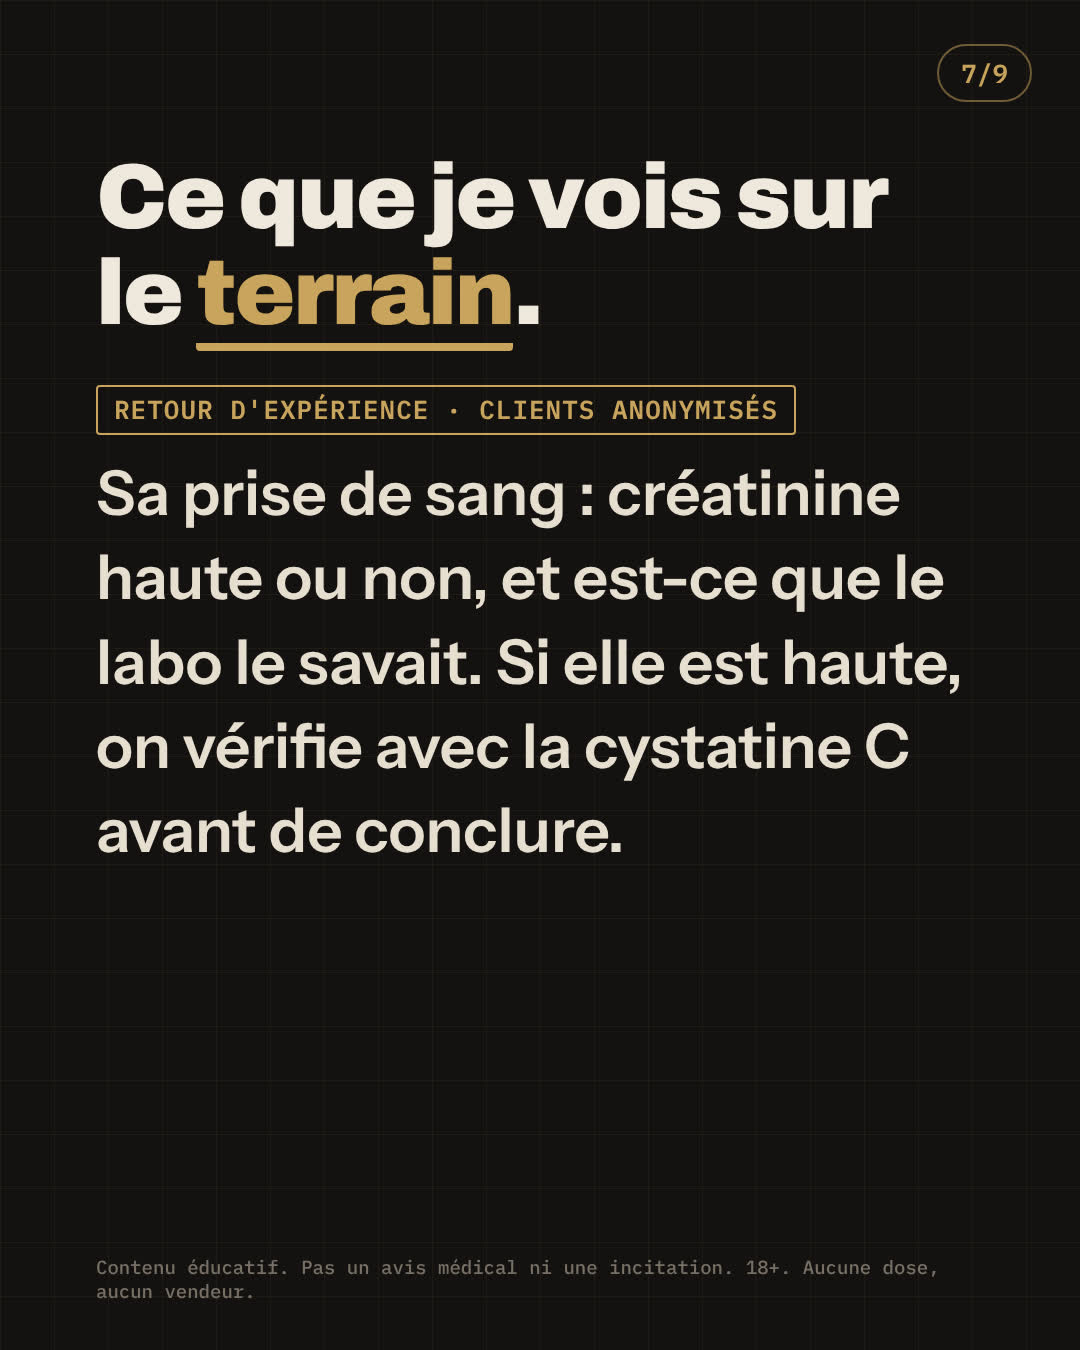 7/9
Ce que je vois sur
le terrain.
RETOUR D'EXPÉRIENCE · CLIENTS ANONYMISÉS
Sa prise de sang : créatinine
haute ou non, et est-ce que le
labo le savait. Si elle est haute,
on vérifie avec la cystatine C
avant de conclure.
Contenu éducatif. Pas un avis médical ni une incitation. 18+. Aucune dose,
aucun vendeur.